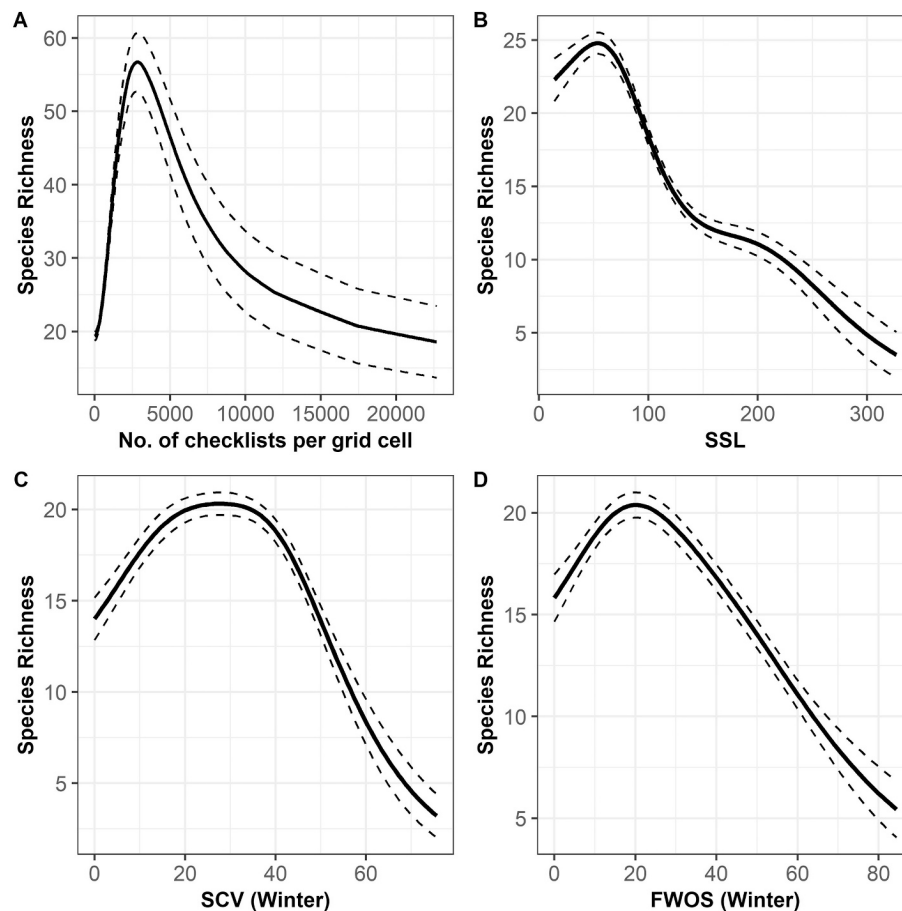 A
60
50
40
30
20
Species Richness
0 5000 10000 15000 20000
No. of checklists per grid cell
B
25
20
15
10
5
Species Richness
0 100 200 300
SSL
C
20
15
10
5
Species Richness
0 20 40 60
SCV (Winter)
D
20
15
10
5
Species Richness
0 20 40 60 80
FWOS (Winter)